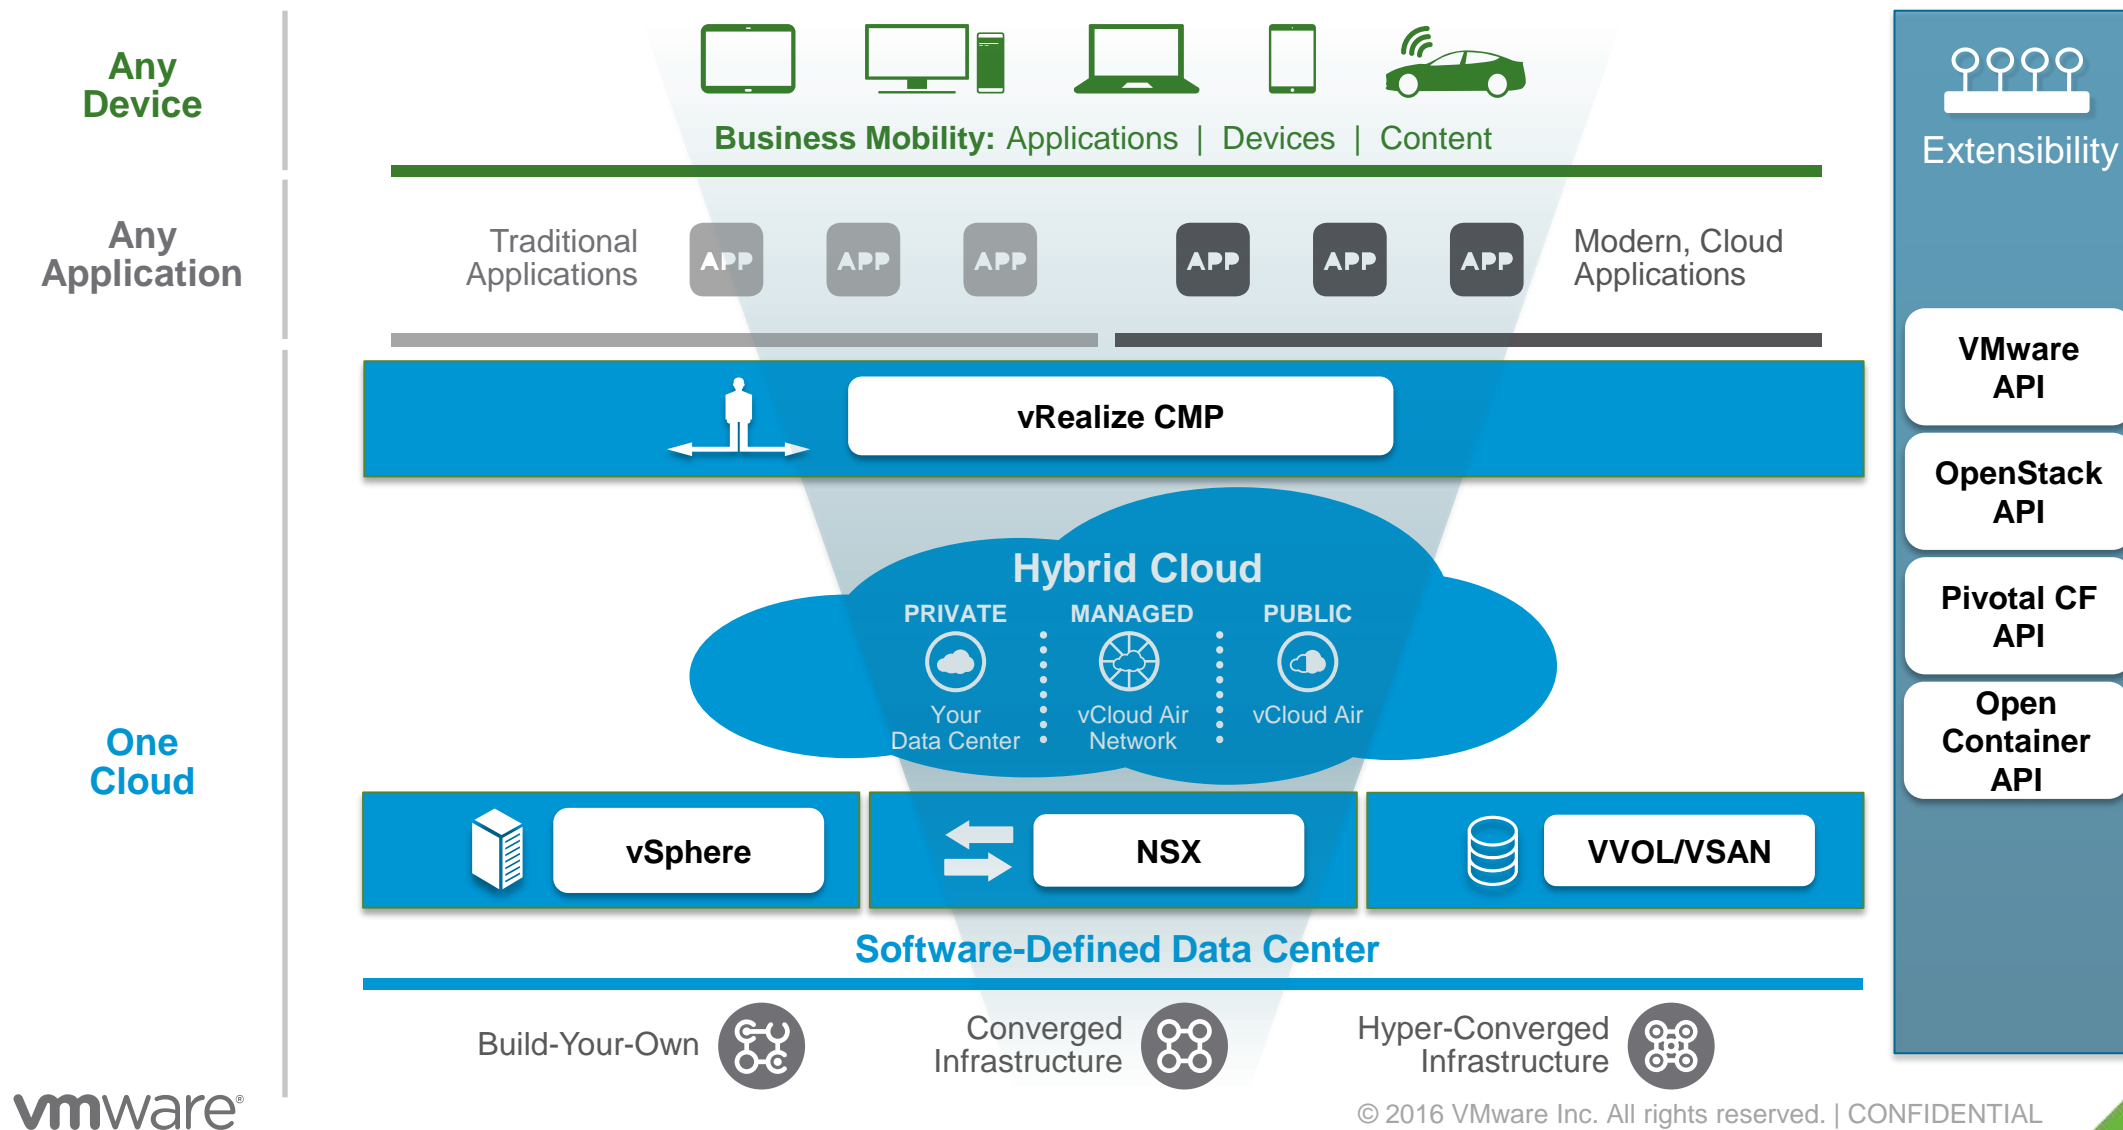 Any
Device
Business Mobility: Applications | Devices | Content
Extensibility
Any
Application
Traditional
Applications
APP
APP
APP
APP
APP
APP
Modern, Cloud
Applications
vRealize CMP
VMware
API
OpenStack
API
Pivotal CF
API
Open
Container
API
One
Cloud
Hybrid Cloud
PRIVATE
MANAGED
PUBLIC
Your
Data Center
vCloud Air
Network
vCloud Air
vSphere
NSX
VVOL/VSAN
Software-Defined Data Center
Build-Your-Own
Converged
Infrastructure
Hyper-Converged
Infrastructure
vmware®
© 2016 VMware Inc. All rights reserved. | CONFIDENTIAL